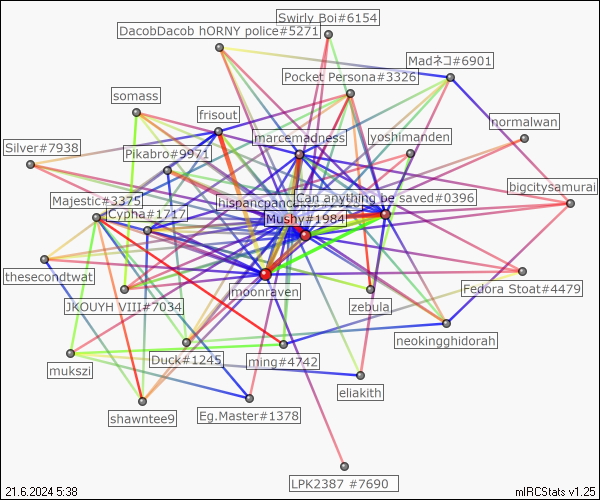 Swirly Boi#6154
DacobDacob hORNY police#5271
Madネコ#6901
Pocket Persona#3326
somass
frisout
normalwan
marcemadness
yoshimanden
Silver#7938
Pikabro#9971
bigcitysamurai
Majestic#3375
hispancpanc
Can anything be saved#0396
Cypha#1717
Mushy#1984
thesecondtwat
moonraven
Fedora Stoat#4479
JKOUYH VIII#7034
zebula
neokingghidorah
Duck#1245
ming#4742
mukszi
eliakith
shawntee9
Eg.Master#1378
LPK2387 #7690
21.6.2024 5:38
mIRCStats v1.25